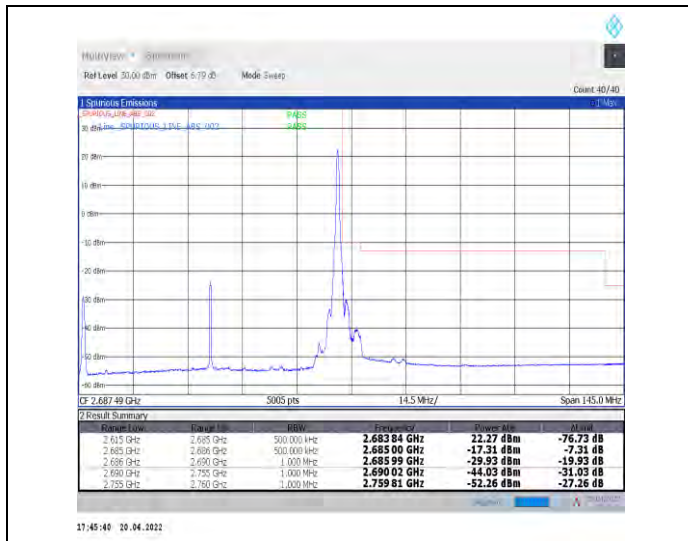 MultiView Spectrum
Ref Level 30.00 dBm Offset 6.79 dB Mode Sweep
Count 40/40
1 Spurious Emissions
SPURIOUS_LINE_ABS_002 PASS
Line _SPURIOUS_LINE_ABS_002 PASS
30 dBm
20 dBm
10 dBm
0 dBm
-10 dBm
-20 dBm
-30 dBm
-40 dBm
-50 dBm
-60 dBm
CF 2.68749 GHz 5005 pts 14.5 MHz/ Span 145.0 MHz
2 Result Summary
Range Low Range Up RBW Frequency Power Abs ΔLimit
2.615 GHz 2.685 GHz 500.000 kHz 2.683 84 GHz 22.27 dBm -76.73 dB
2.685 GHz 2.686 GHz 500.000 kHz 2.685 00 GHz -17.31 dBm -7.31 dB
2.686 GHz 2.690 GHz 1.000 MHz 2.685 99 GHz -29.93 dBm -19.93 dB
2.690 GHz 2.755 GHz 1.000 MHz 2.690 02 GHz -44.03 dBm -31.03 dB
2.755 GHz 2.760 GHz 1.000 MHz 2.759 81 GHz -52.26 dBm -27.26 dB
17:45:40 20.04.2022